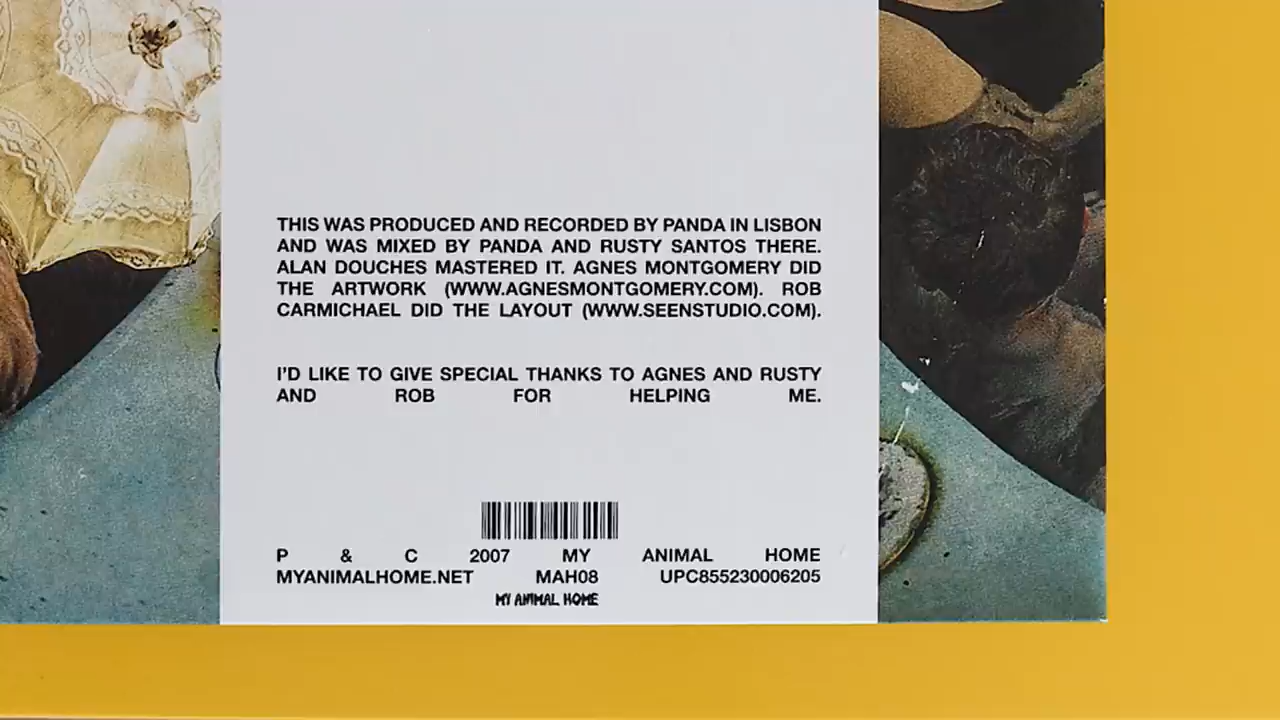 THIS WAS PRODUCED AND RECORDED BY PANDA IN LISBON
AND WAS MIXED BY PANDA AND RUSTY SANTOS THERE.
ALAN DOUCHES MASTERED IT. AGNES MONTGOMERY DID
THE ARTWORK (WWW.AGNESMONTGOMERY.COM). ROB
CARMICHAEL DID THE LAYOUT (WWW.SEENSTUDIO.COM).
I'D LIKE TO GIVE SPECIAL THANKS TO AGNES AND RUSTY
AND ROB FOR HELPING ME.
P & C 2007 MY ANIMAL HOME
MYANIMALHOME.NET MAH08 UPC855230006205
MY ANIMAL HOME